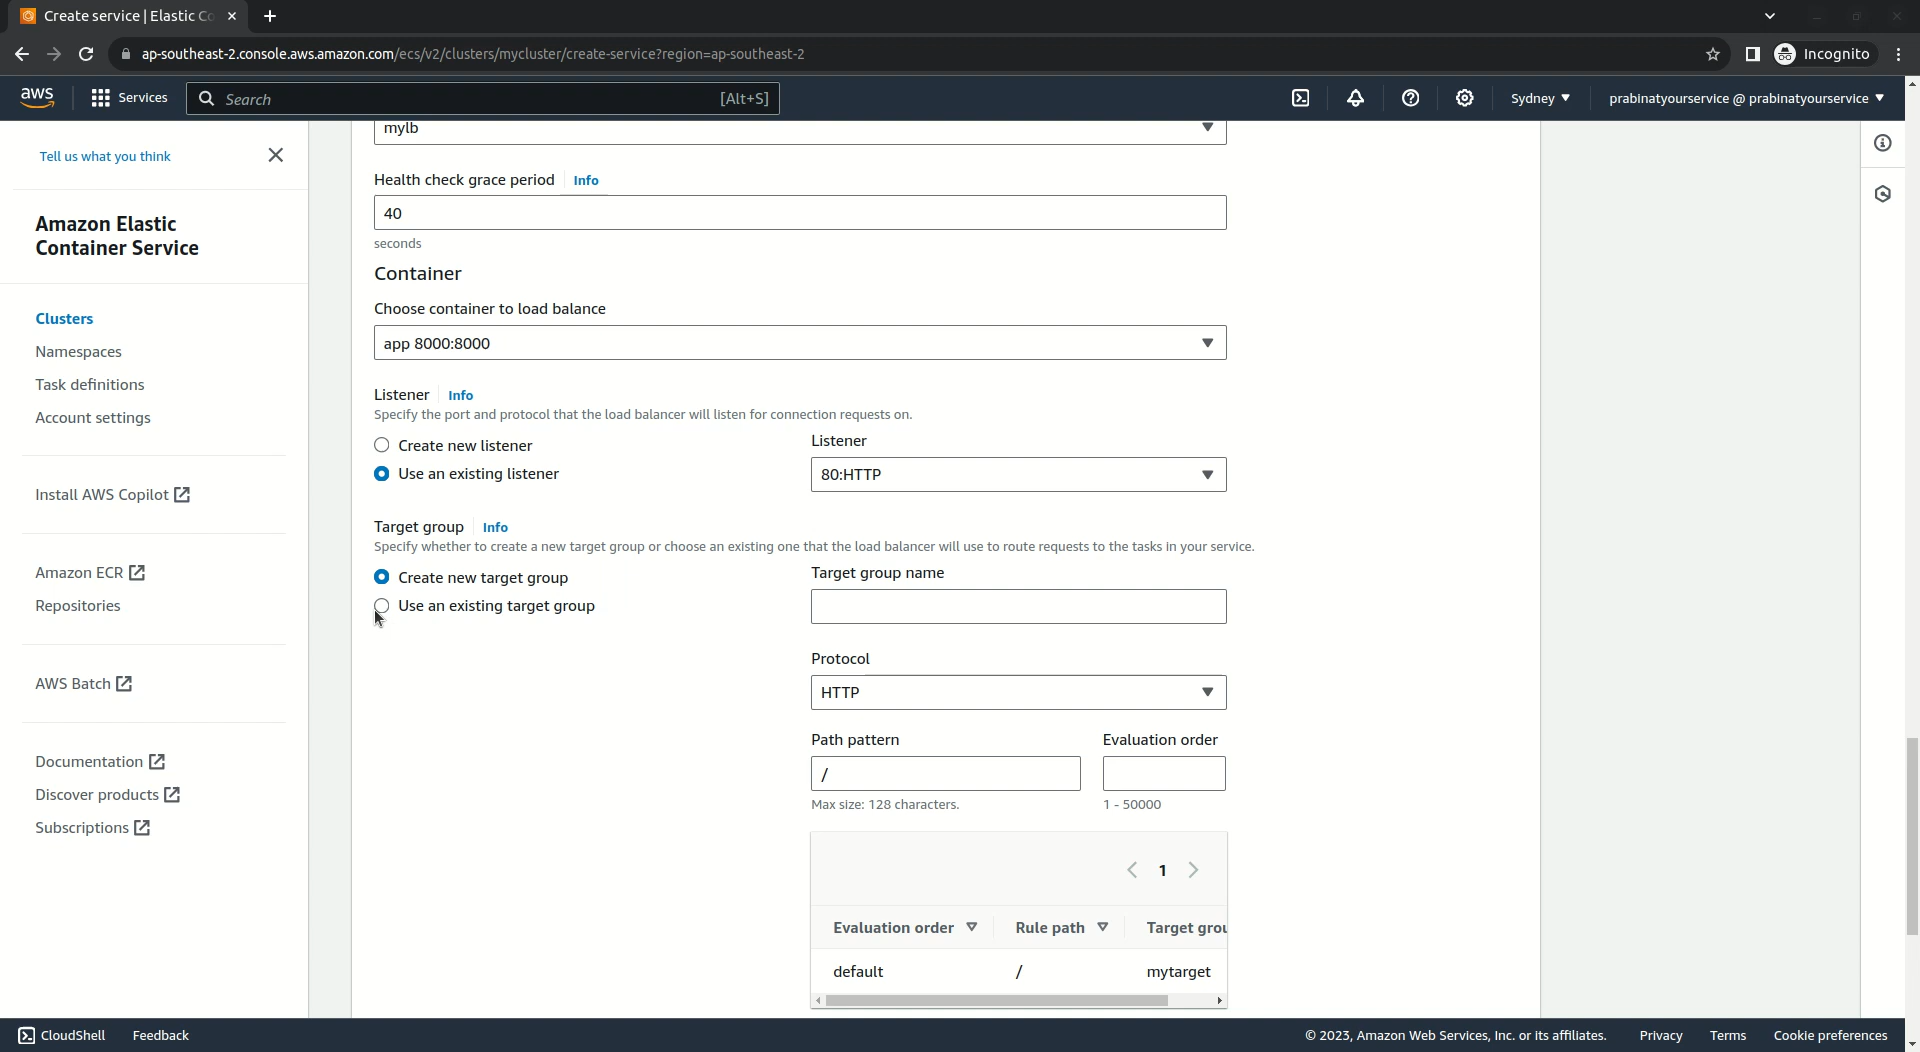 Create service | Elastic Co
ap-southeast-2.console.aws.amazon.com/ecs/v2/clusters/mycluster/create-service?region=ap-southeast-2
Incognito
aws
Services
Search
[Alt+S]
Sydney
prabinatyourservice @ prabinatyourservice
Tell us what you think
Amazon Elastic
Container Service
Clusters
Namespaces
Task definitions
Account settings
Install AWS Copilot
Amazon ECR
Repositories
AWS Batch
Documentation
Discover products
Subscriptions
mylb
Health check grace period Info
40
seconds
Container
Choose container to load balance
app 8000:8000
Listener Info
Specify the port and protocol that the load balancer will listen for connection requests on.
Create new listener
Use an existing listener
Listener
80:HTTP
Target group Info
Specify whether to create a new target group or choose an existing one that the load balancer will use to route requests to the tasks in your service.
Create new target group
Use an existing target group
Target group name
Protocol
HTTP
Path pattern
/
Max size: 128 characters.
Evaluation order
1 - 50000
1
Evaluation order Rule path Target grou
default / mytarget
CloudShell Feedback
© 2023, Amazon Web Services, Inc. or its affiliates. Privacy Terms Cookie preferences